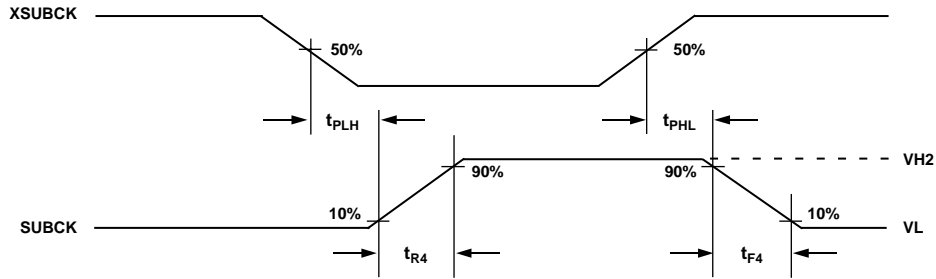 XSUBCK
50% 50%
tPLH tPHL
90% 90% VH2
10% 10%
SUBCK VL
tR4 tF4